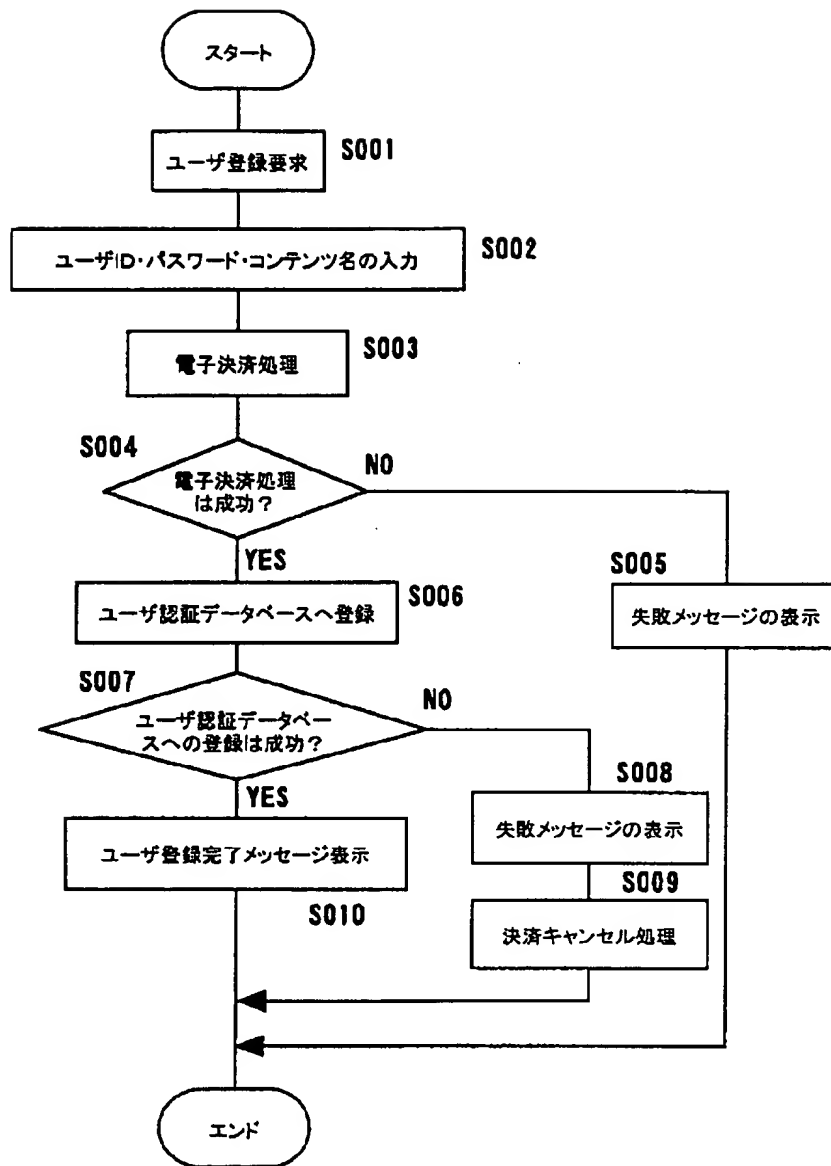 スタート
S001
ユーザ登録要求
S002
ユーザID・パスワード・コンテンツ名の入力
S003
電子決済処理
S004
電子決済処理
は成功?
NO
YES
S005
失敗メッセージの表示
S006
ユーザ認証データベースへ登録
S007
ユーザ認証データベー
スへの登録は成功?
NO
YES
S008
失敗メッセージの表示
S009
決済キャンセル処理
ユーザ登録完了メッセージ表示
S010
エンド